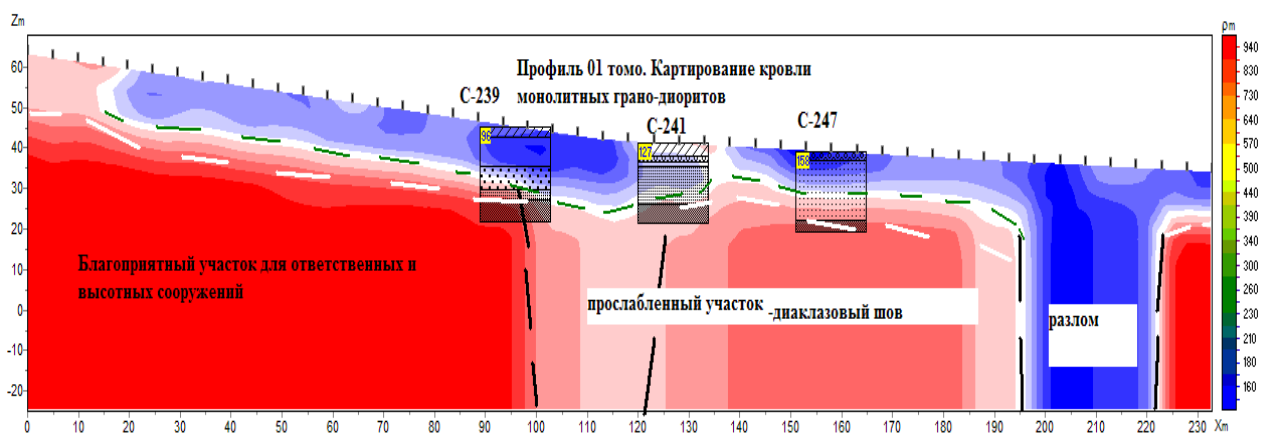 Zm
ρm
Профиль 01 томо. Картирование кровли
монолитных грано-диоритов
С-239
С-241
С-247
96
127
158
60
50
40
30
20
10
0
-10
-20
Благоприятный участок для ответственных и
высотных сооружений
прослабленный участок -диаклазовый шов
разлом
940
830
730
640
570
500
440
390
340
300
260
230
210
180
160
0 10 20 30 40 50 60 70 80 90 100 110 120 130 140 150 160 170 180 190 200 210 220 230 Xm